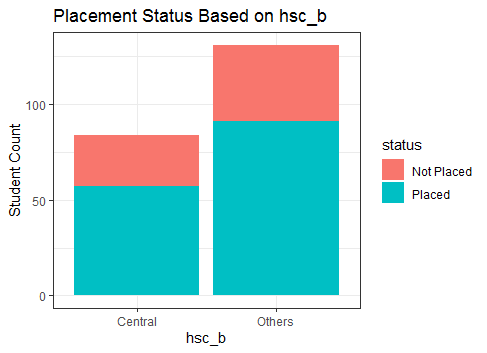 Placement Status Based on hsc_b
Student Count
100
50
0
Central
Others
hsc_b
status
Not Placed
Placed